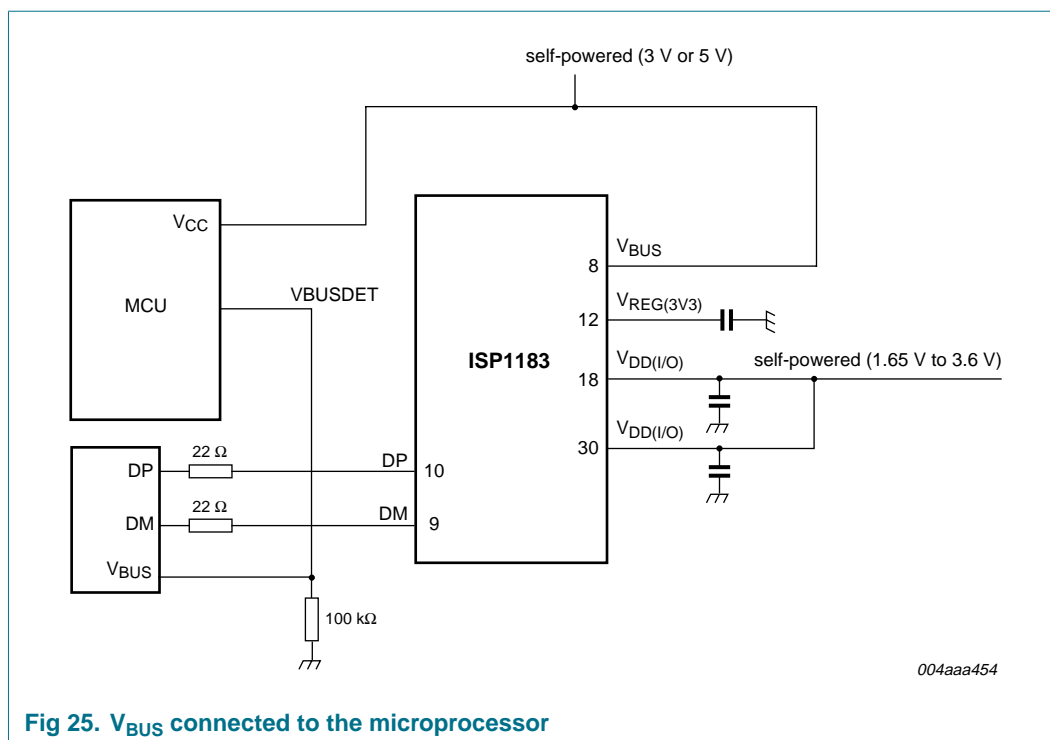 self-powered (3 V or 5 V)
VCC
MCU
VBUSDET
ISP1183
8
VBUS
12
VREG(3V3)
18
VDD(I/O)
self-powered (1.65 V to 3.6 V)
30
VDD(I/O)
DP
22 Ω
DP
10
DM
22 Ω
DM
9
VBUS
100 kΩ
004aaa454
Fig 25. VBUS connected to the microprocessor